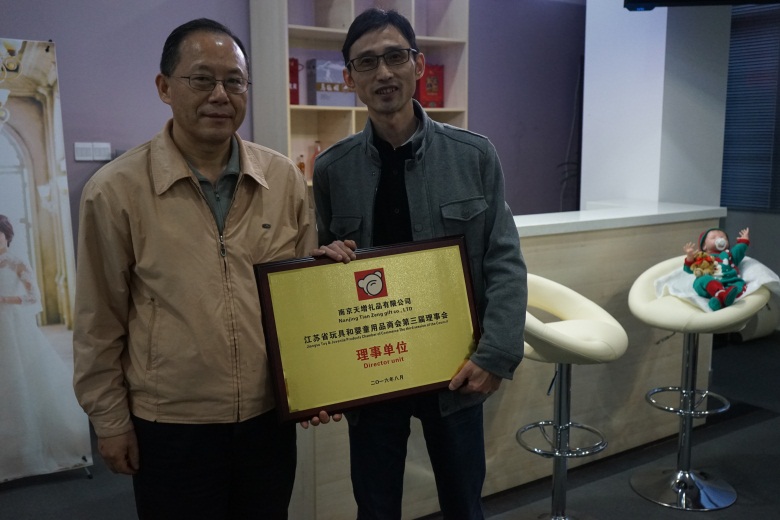 南京天增礼品有限公司
Nanjing Tian Zeng gift co., LTD
江苏省玩具和婴童用品商会第三届理事会
理事单位
Director unit
二〇一六年八月